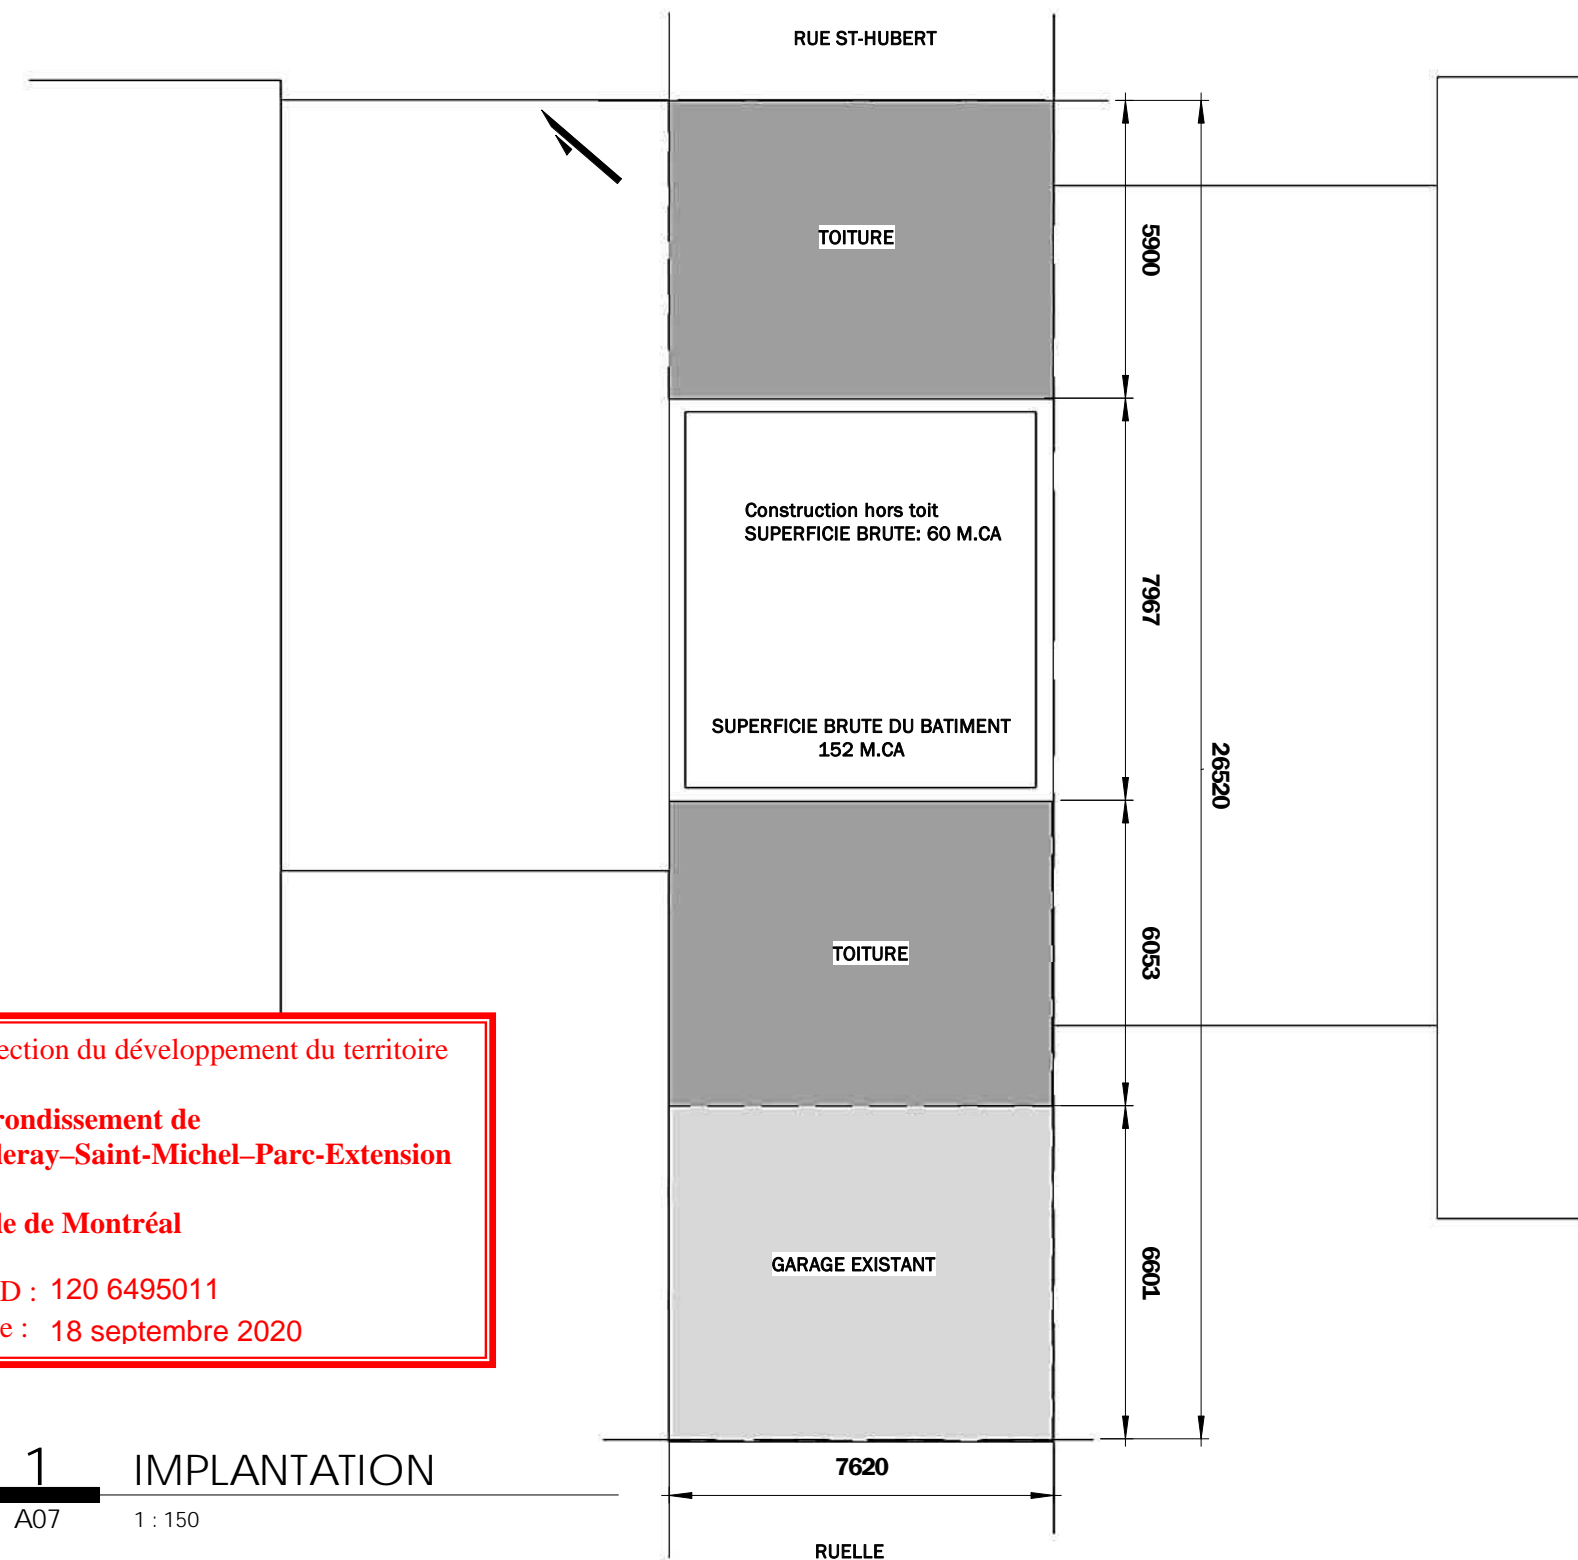 RUE ST-HUBERT
TOITURE
5900
Construction hors toit
SUPERFICIE BRUTE: 60 M.CA
7967
SUPERFICIE BRUTE DU BATIMENT
152 M.CA
26520
TOITURE
6053
ection du développement du territoire
rondissement de
leray–Saint-Michel–Parc-Extension
le de Montréal
D : 120 6495011
e : 18 septembre 2020
GARAGE EXISTANT
6601
7620
1 IMPLANTATION
A07 1 : 150
RUELLE